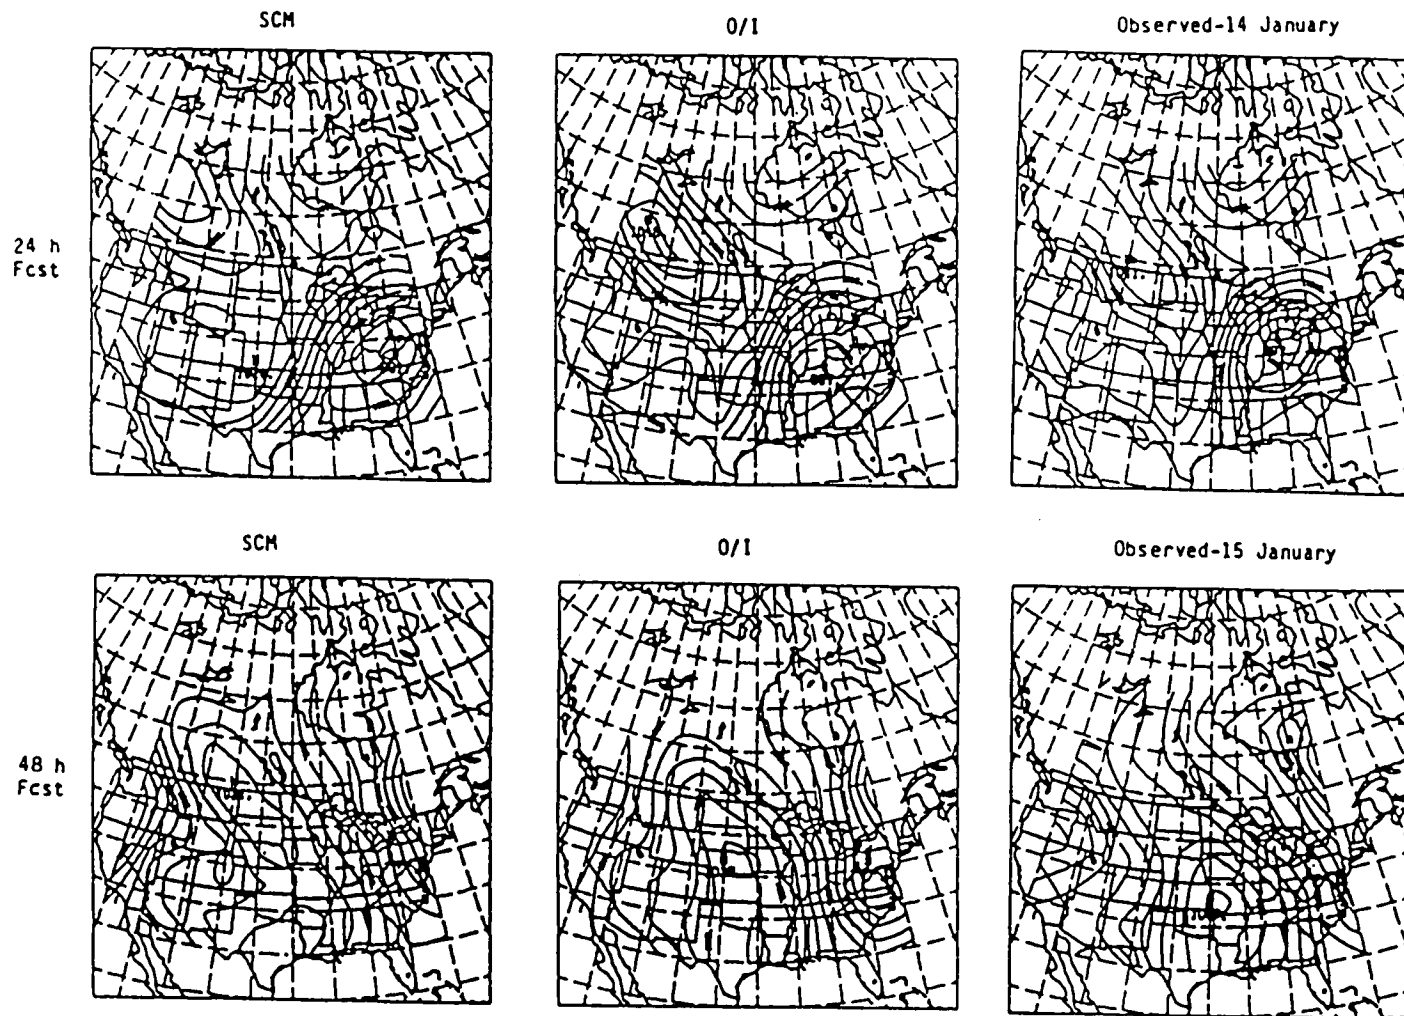 SCM
O/I
Observed-14 January
24 h
Fcst
SCM
O/I
Observed-15 January
48 h
Fcst